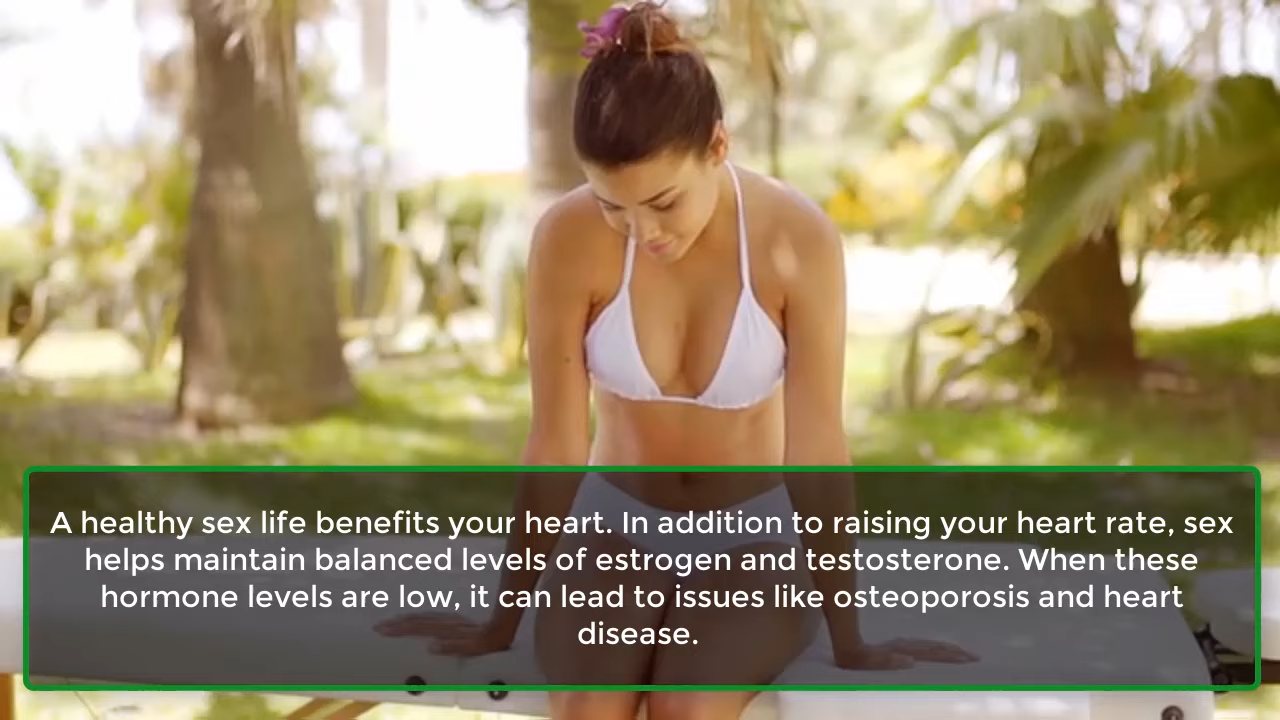 A healthy sex life benefits your heart. In addition to raising your heart rate, sex
helps maintain balanced levels of estrogen and testosterone. When these
hormone levels are low, it can lead to issues like osteoporosis and heart
disease.